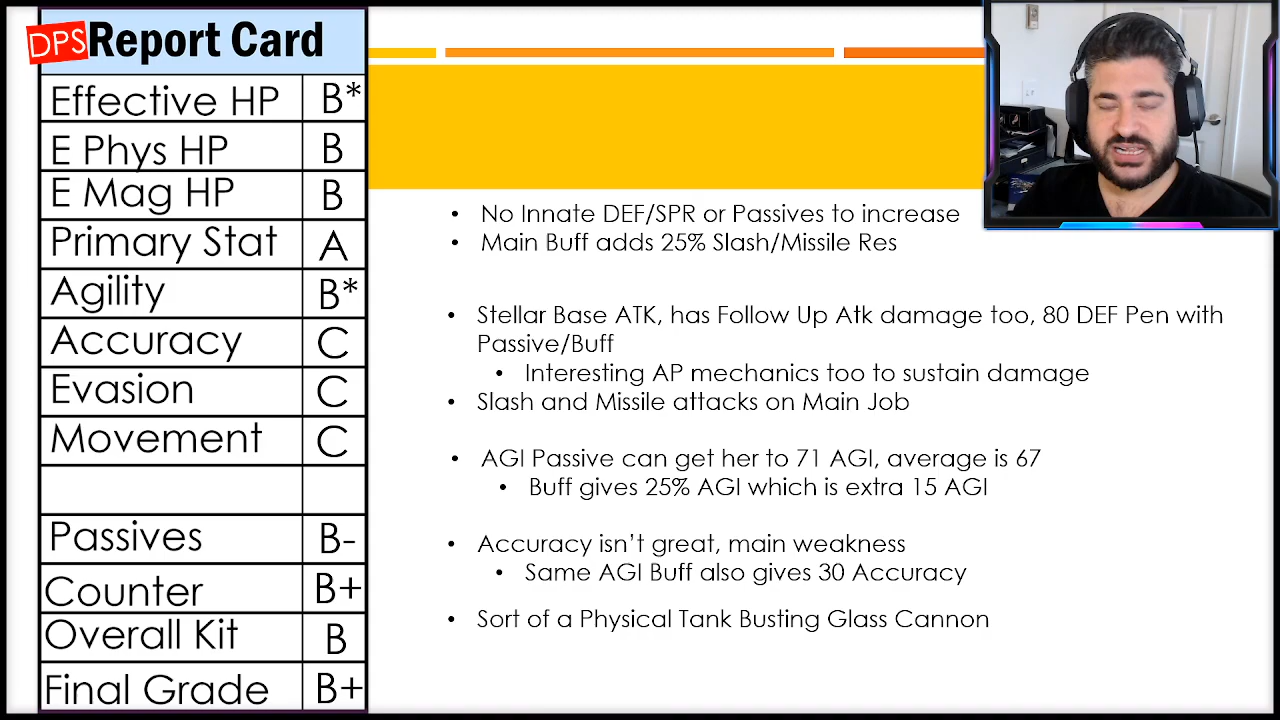 DPS Report Card
Effective HP B*
E Phys HP B
E Mag HP B
Primary Stat A
Agility B*
Accuracy C
Evasion C
Movement C
Passives B-
Counter B+
Overall Kit B
Final Grade B+
• No Innate DEF/SPR or Passives to increase
• Main Buff adds 25% Slash/Missile Res
• Stellar Base ATK, has Follow Up Atk damage too, 80 DEF Pen with
Passive/Buff
• Interesting AP mechanics too to sustain damage
• Slash and Missile attacks on Main Job
• AGI Passive can get her to 71 AGI, average is 67
• Buff gives 25% AGI which is extra 15 AGI
• Accuracy isn't great, main weakness
• Same AGI Buff also gives 30 Accuracy
• Sort of a Physical Tank Busting Glass Cannon